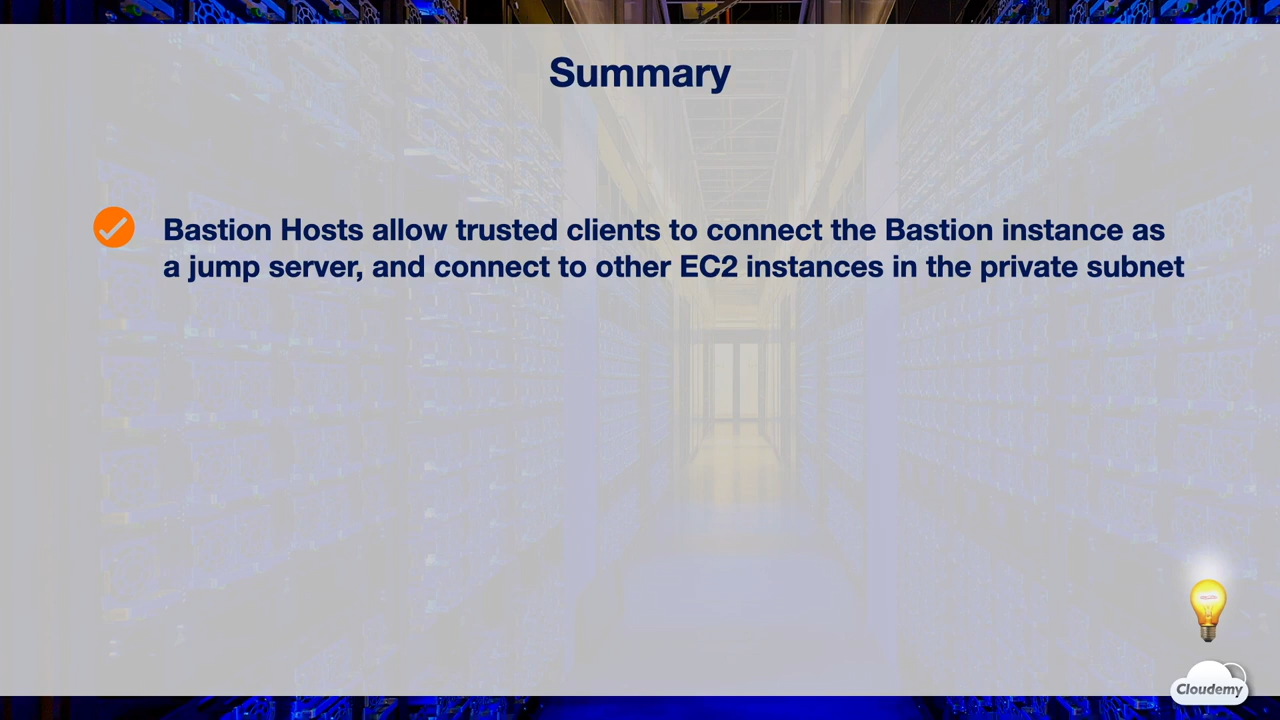 Summary
Bastion Hosts allow trusted clients to connect the Bastion instance as
a jump server, and connect to other EC2 instances in the private subnet
Cloudemy